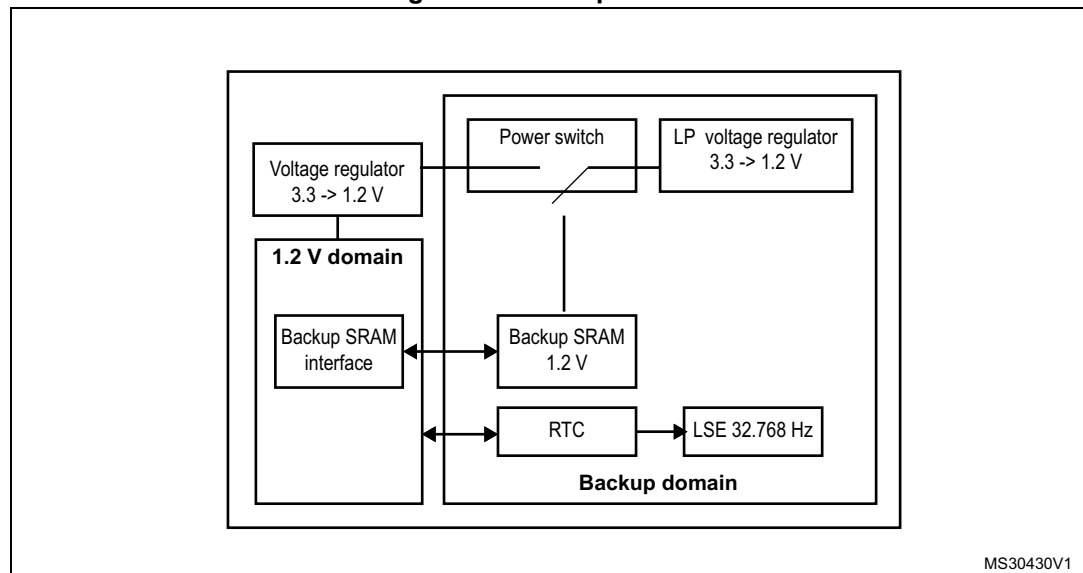 Power switch
LP voltage regulator
3.3 -> 1.2 V
Voltage regulator
3.3 -> 1.2 V
1.2 V domain
Backup SRAM
interface
Backup SRAM
1.2 V
RTC
LSE 32.768 Hz
Backup domain
MS30430V1